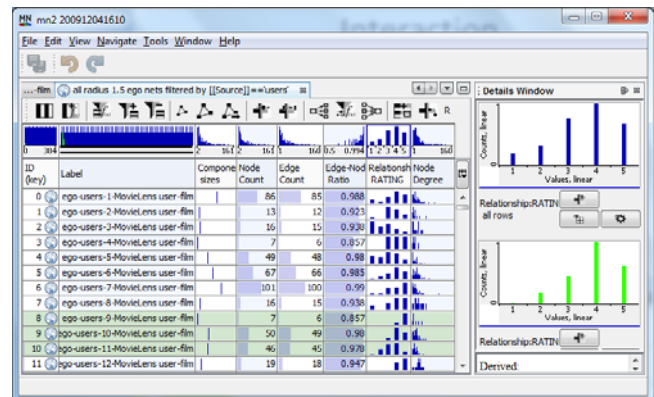 mn2 200912041610
File Edit View Navigate Tools Window Help
...-film all radius 1.5 ego nets filtered by [[Source]]=='users'
R
0 304 2 161 2 161 1 160 0.5 0.994 1 2 3 4 5 1 160
ID (key) Label Compone sizes Node Count Edge Count Edge-Nod Ratio Relationsh RATING Node Degree
0 ego-users-1-MovieLens user-film 86 85 0.988
1 ego-users-2-MovieLens user-film 13 12 0.923
2 ego-users-3-MovieLens user-film 16 15 0.938
3 ego-users-4-MovieLens user-film 7 6 0.857
4 ego-users-5-MovieLens user-film 49 48 0.98
5 ego-users-6-MovieLens user-film 67 66 0.985
6 ego-users-7-MovieLens user-film 101 100 0.99
7 ego-users-8-MovieLens user-film 16 15 0.938
8 ego-users-9-MovieLens user-film 7 6 0.857
9 ego-users-10-MovieLens user-film 50 49 0.98
10 ego-users-11-MovieLens user-film 46 45 0.978
11 ego-users-12-MovieLens user-film 19 18 0.947
Details Window
Counts, linear
1 2 3 4 5
Values, linear
Relationship:RATIN
all rows
Counts, linear
1 2 3 4 5
Values, linear
Relationship:RATIN
Derived: